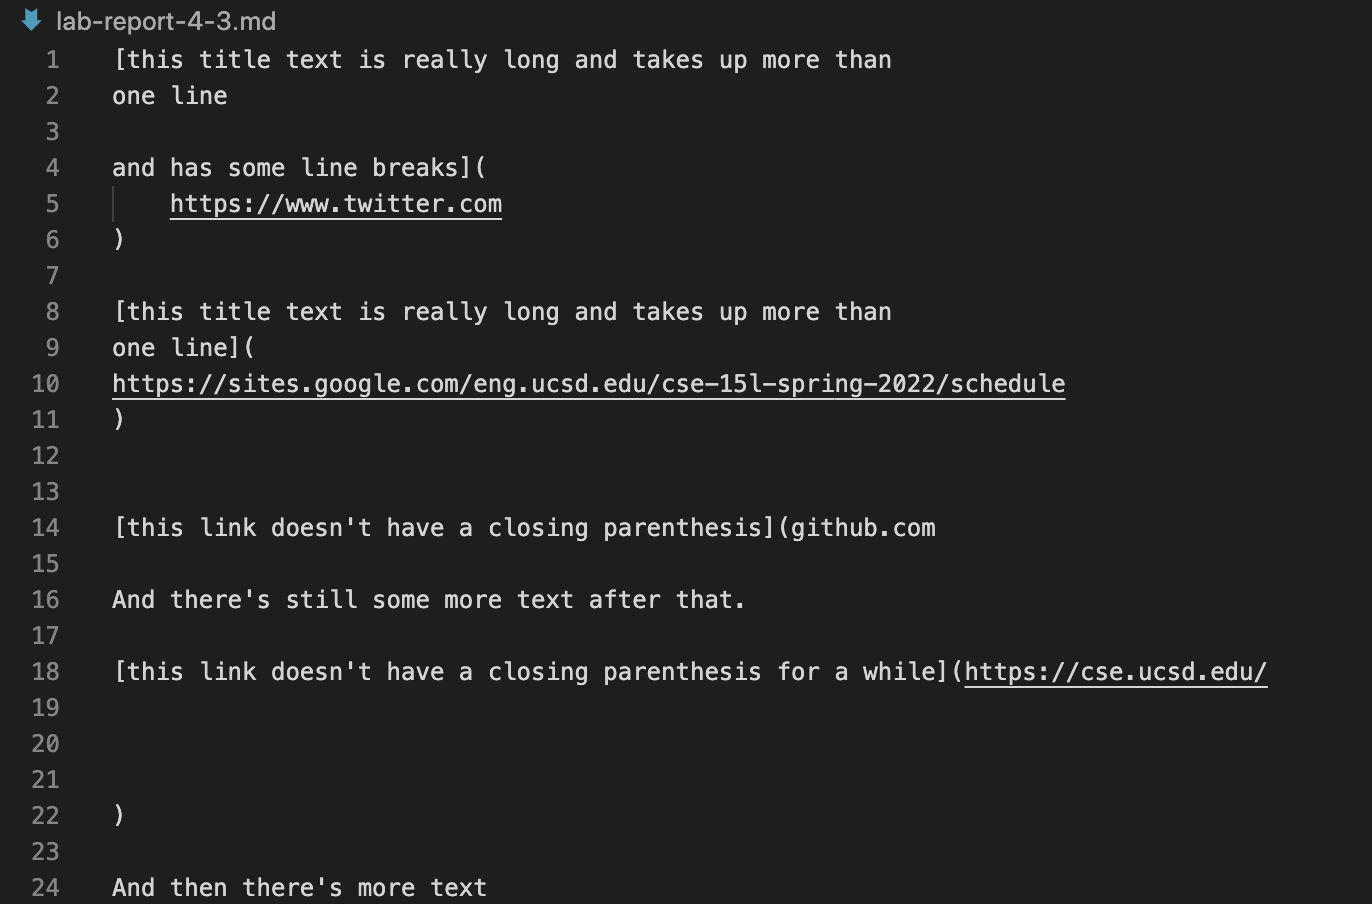 lab-report-4-3.md
1 [this title text is really long and takes up more than
2 one line
3
4 and has some line breaks](
5 https://www.twitter.com
6 )
7
8 [this title text is really long and takes up more than
9 one line](
10 https://sites.google.com/eng.ucsd.edu/cse-15l-spring-2022/schedule
11 )
12
13
14 [this link doesn't have a closing parenthesis](github.com
15
16 And there's still some more text after that.
17
18 [this link doesn't have a closing parenthesis for a while](https://cse.ucsd.edu/
19
20
21
22 )
23
24 And then there's more text